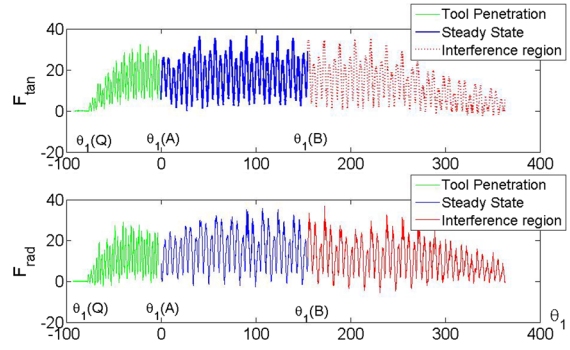 Tool Penetration
Steady State
Interference region
F_tan
40
20
0
-20
θ₁(Q)
θ₁(A)
θ₁(B)
-100
0
100
200
300
400
Tool Penetration
Steady State
Interference region
F_rad
40
20
0
-20
θ₁(Q)
θ₁(A)
θ₁(B)
-100
0
100
200
300
400
θ₁